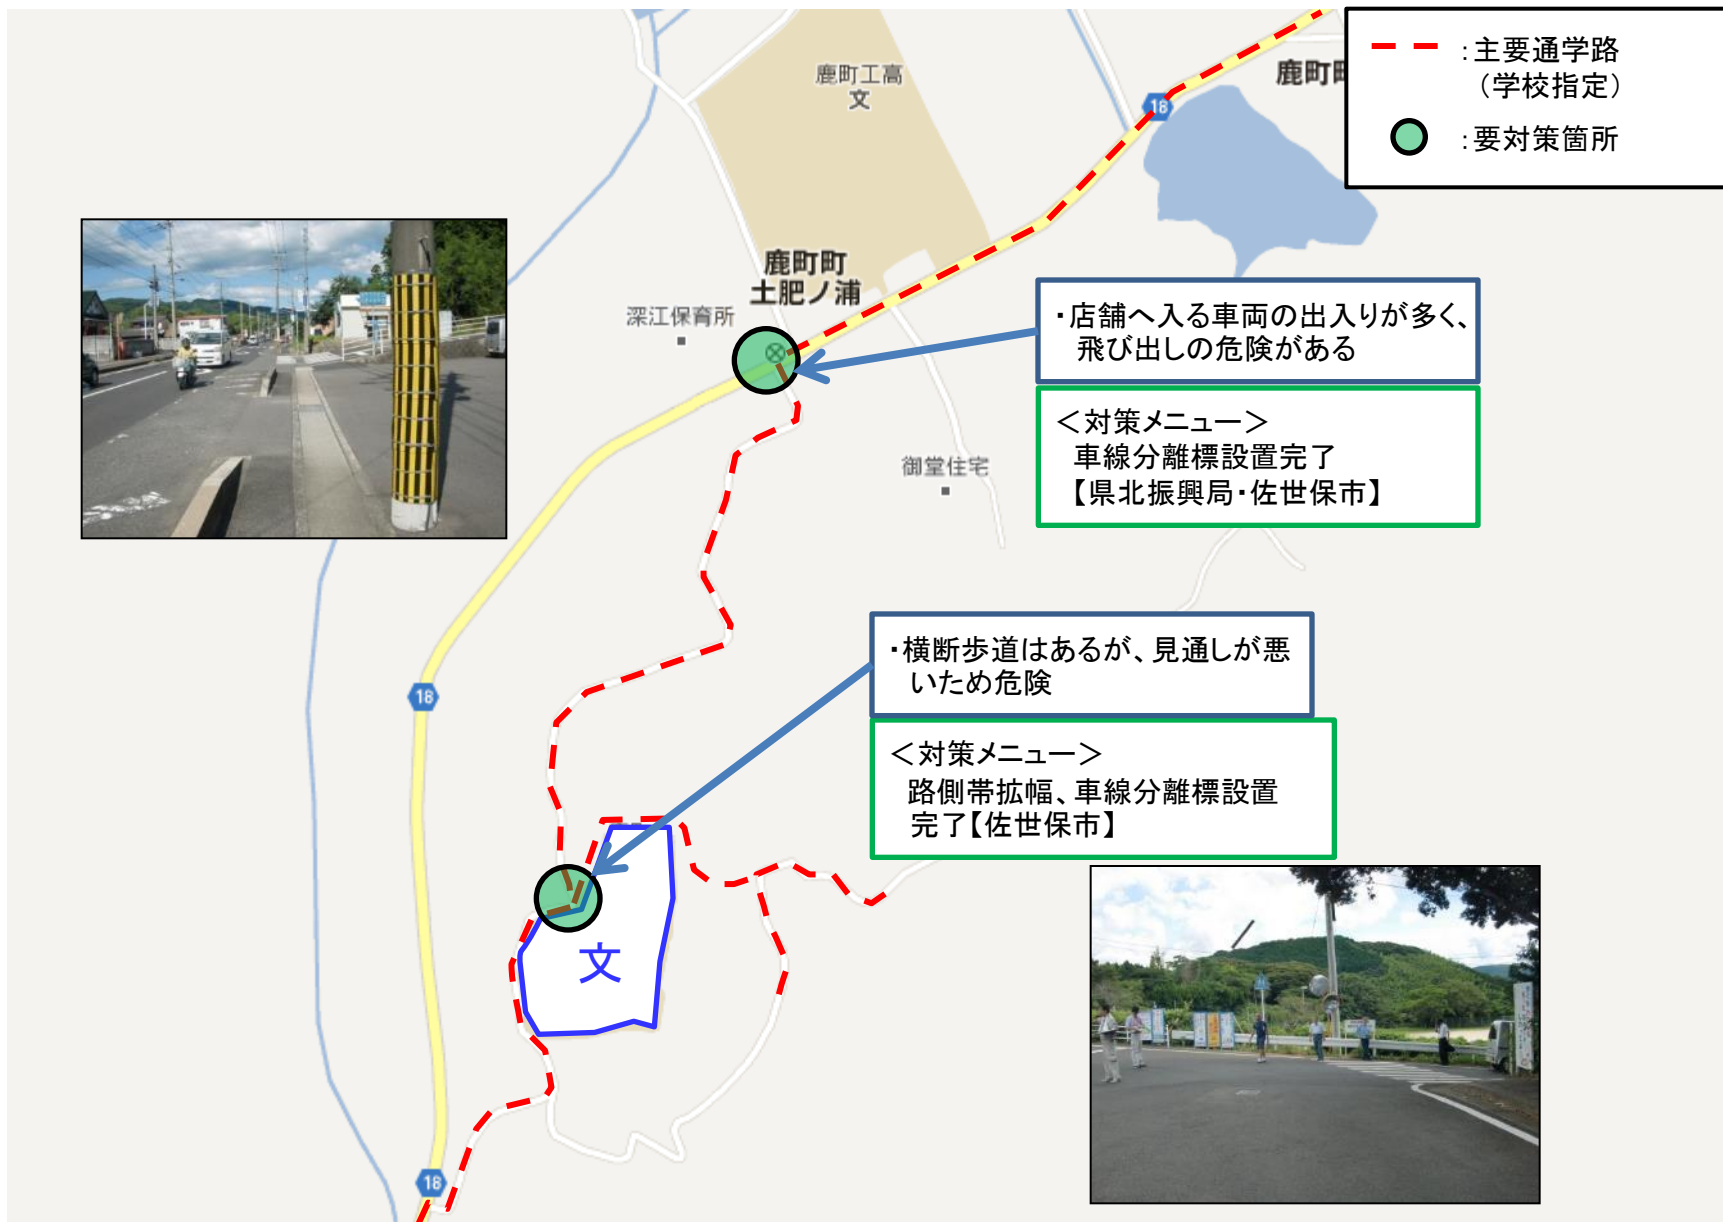 :主要通学路
（学校指定）
:要対策箇所
鹿町工高
文
18
鹿町
鹿町町
土肥ノ浦
深江保育所
・店舗へ入る車両の出入りが多く、
飛び出しの危険がある
＜対策メニュー＞
車線分離標設置完了
【県北振興局・佐世保市】
御堂住宅
・横断歩道はあるが、見通しが悪
いため危険
18
＜対策メニュー＞
路側帯拡幅、車線分離標設置
完了【佐世保市】
文
18